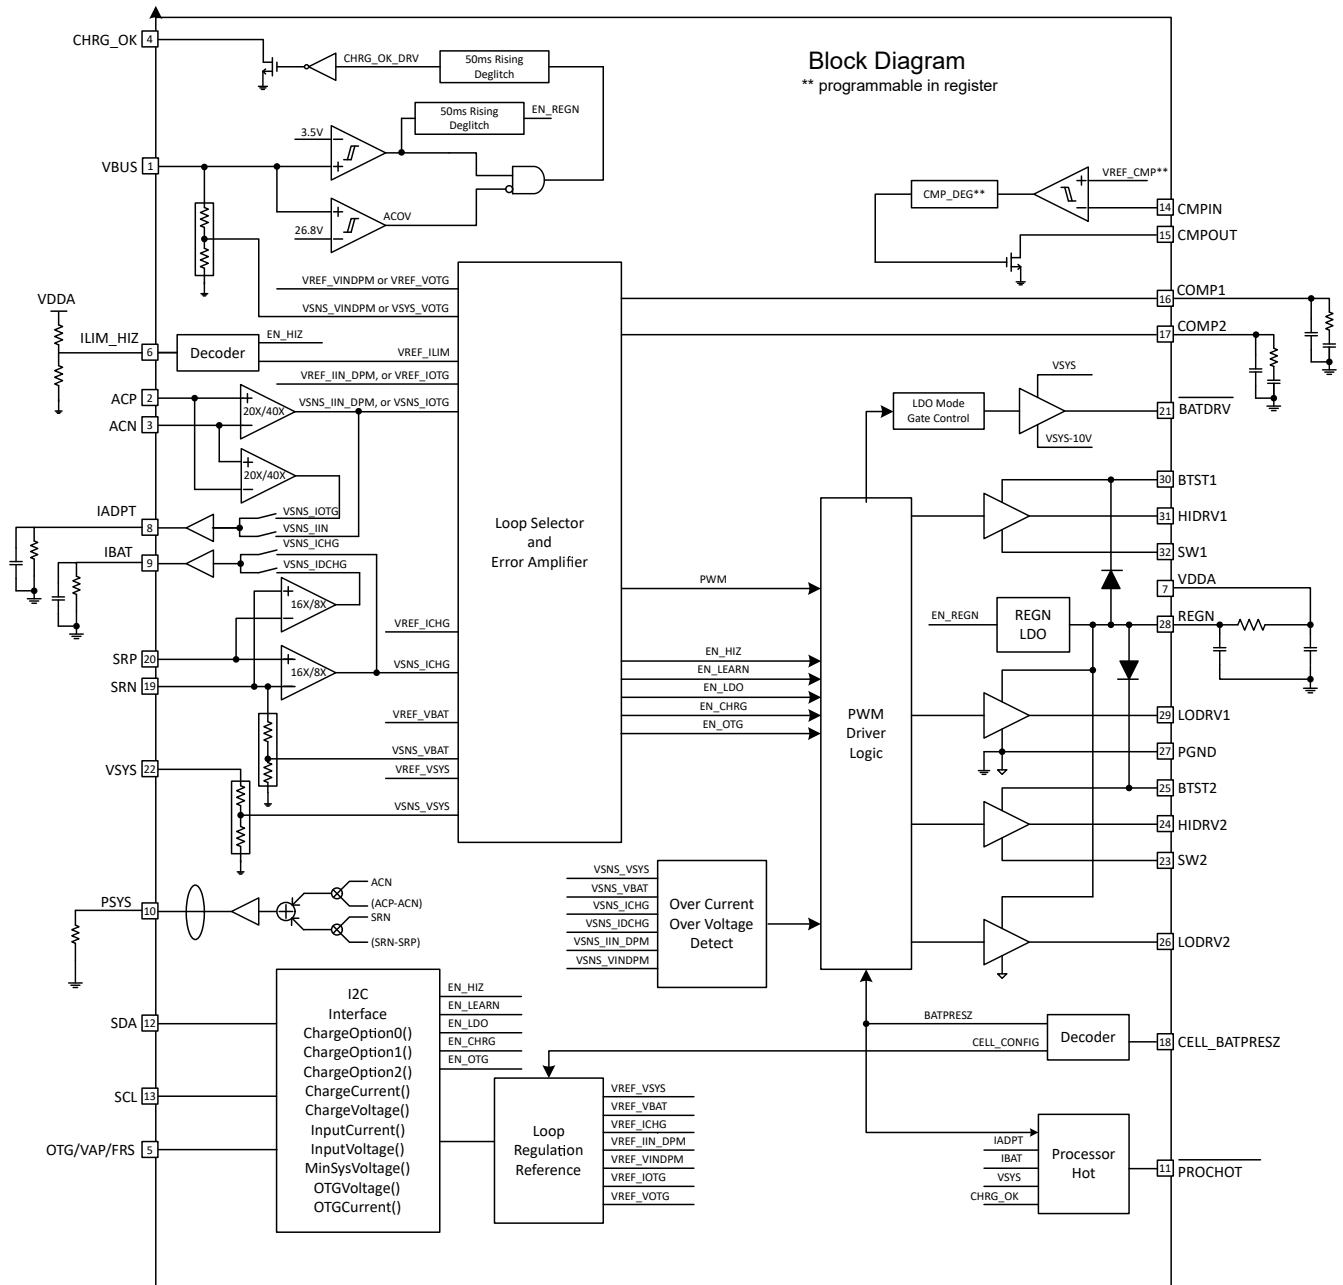 Block Diagram
** programmable in register
CHRG_OK
4
CHRG_OK_DRV
50ms Rising
Deglitch
50ms Rising
Deglitch
EN_REGN
3.5V
VBUS
1
26.8V
ACOV
VREF_CMP**
CMP_DEG**
14
CMPIN
15
CMPOUT
VREF_VINDPM or VREF_VOTG
VSNS_VINDPM or VSYS_VOTG
VDDA
ILIM_HIZ
6
Decoder
EN_HIZ
VREF_ILIM
VREF_IIN_DPM, or VREF_IOTG
VSNS_IIN_DPM, or VSNS_IOTG
ACP
2
ACN
3
20X/40X
20X/40X
IADPT
8
VSNS_IOTG
VSNS_IIN
IBAT
9
VSNS_ICHG
VSNS_IDCHG
16X/8X
VREF_ICHG
SRP
20
VSNS_ICHG
16X/8X
SRN
19
VREF_VBAT
VSNS_VBAT
VSYS
22
VREF_VSYS
VSNS_VSYS
Loop Selector
and
Error Amplifier
16
COMP1
17
COMP2
VSYS
LDO Mode
Gate Control
VSYS-10V
21
BATDRV
30
BTST1
31
HIDRV1
32
SW1
PWM
7
VDDA
EN_REGN
REGN
LDO
28
REGN
EN_HIZ
EN_LEARN
EN_LDO
EN_CHRG
EN_OTG
PWM
Driver
Logic
29
LODRV1
27
PGND
25
BTST2
24
HIDRV2
23
SW2
26
LODRV2
PSYS
10
ACN
(ACP-ACN)
SRN
(SRN-SRP)
VSNS_VSYS
VSNS_VBAT
VSNS_ICHG
VSNS_IDCHG
VSNS_IIN_DPM
VSNS_VINDPM
Over Current
Over Voltage
Detect
SDA
12
SCL
13
OTG/VAP/FRS
5
I2C
Interface
ChargeOption0()
ChargeOption1()
ChargeOption2()
ChargeCurrent()
ChargeVoltage()
InputCurrent()
InputVoltage()
MinSysVoltage()
OTGVoltage()
OTGCurrent()
EN_HIZ
EN_LEARN
EN_LDO
EN_CHRG
EN_OTG
Loop
Regulation
Reference
VREF_VSYS
VREF_VBAT
VREF_ICHG
VREF_IIN_DPM
VREF_VINDPM
VREF_IOTG
VREF_VOTG
BATPRESZ
CELL_CONFIG
Decoder
18
CELL_BATPRESZ
IADPT
IBAT
VSYS
CHRG_OK
Processor
Hot
11
PROCHOT